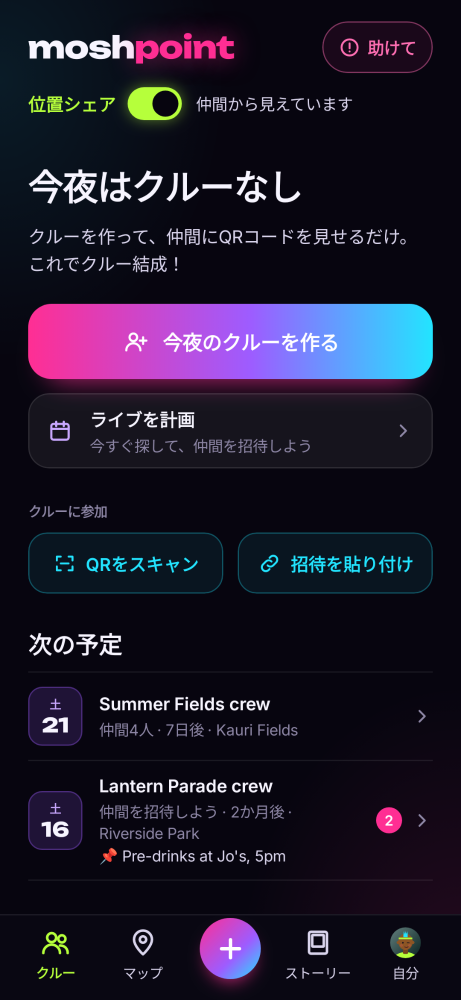 moshpoint
助けて
位置シェア
仲間から見えています
今夜はクルーなし
クルーを作って、仲間にQRコードを見せるだけ。
これでクルー結成！
今夜のクルーを作る
ライブを計画
今すぐ探して、仲間を招待しよう
クルーに参加
QRをスキャン
招待を貼り付け
次の予定
土
21
Summer Fields crew
仲間4人 · 7日後 · Kauri Fields
土
16
Lantern Parade crew
仲間を招待しよう · 2か月後 ·
Riverside Park
📌 Pre-drinks at Jo's, 5pm
2
クルー
マップ
ストーリー
自分